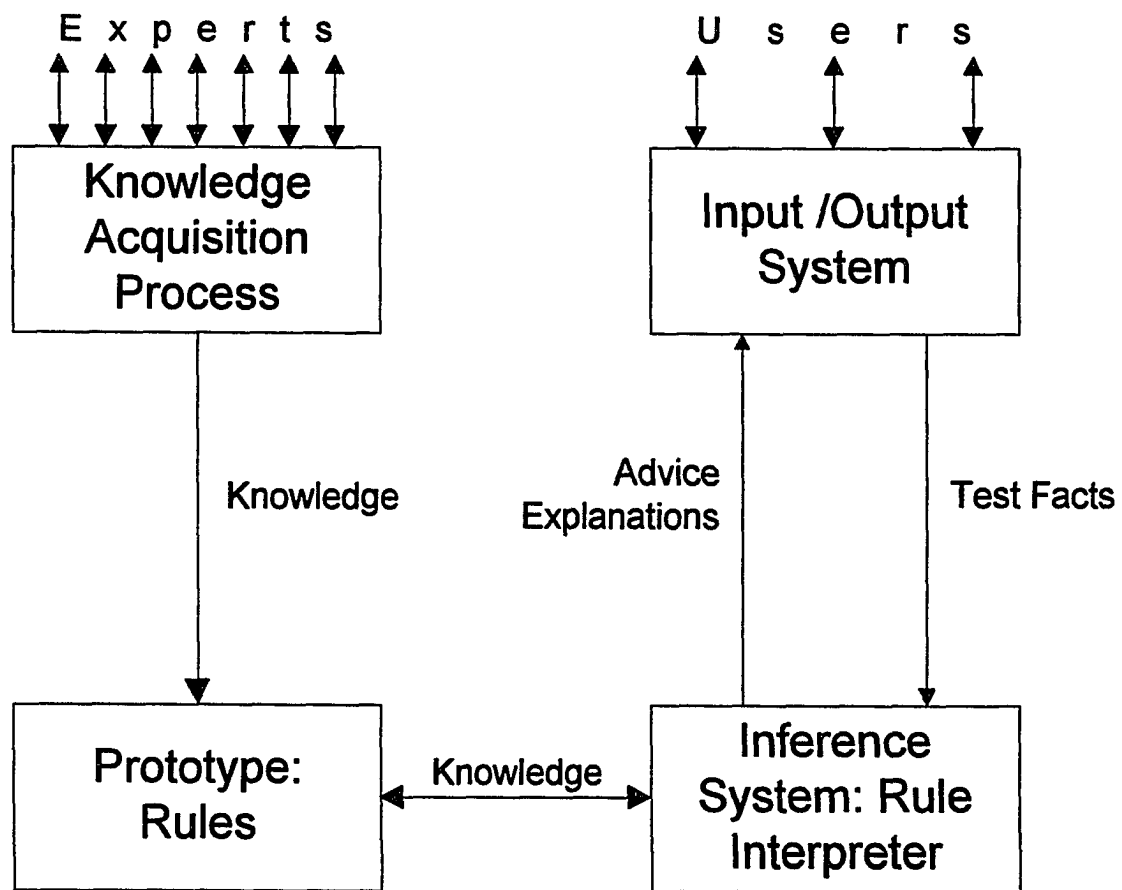 E x p e r t s
U s e r s
Knowledge
Acquisition
Process
Input /Output
System
Knowledge
Advice
Explanations
Test Facts
Prototype:
Rules
Knowledge
Inference
System: Rule
Interpreter